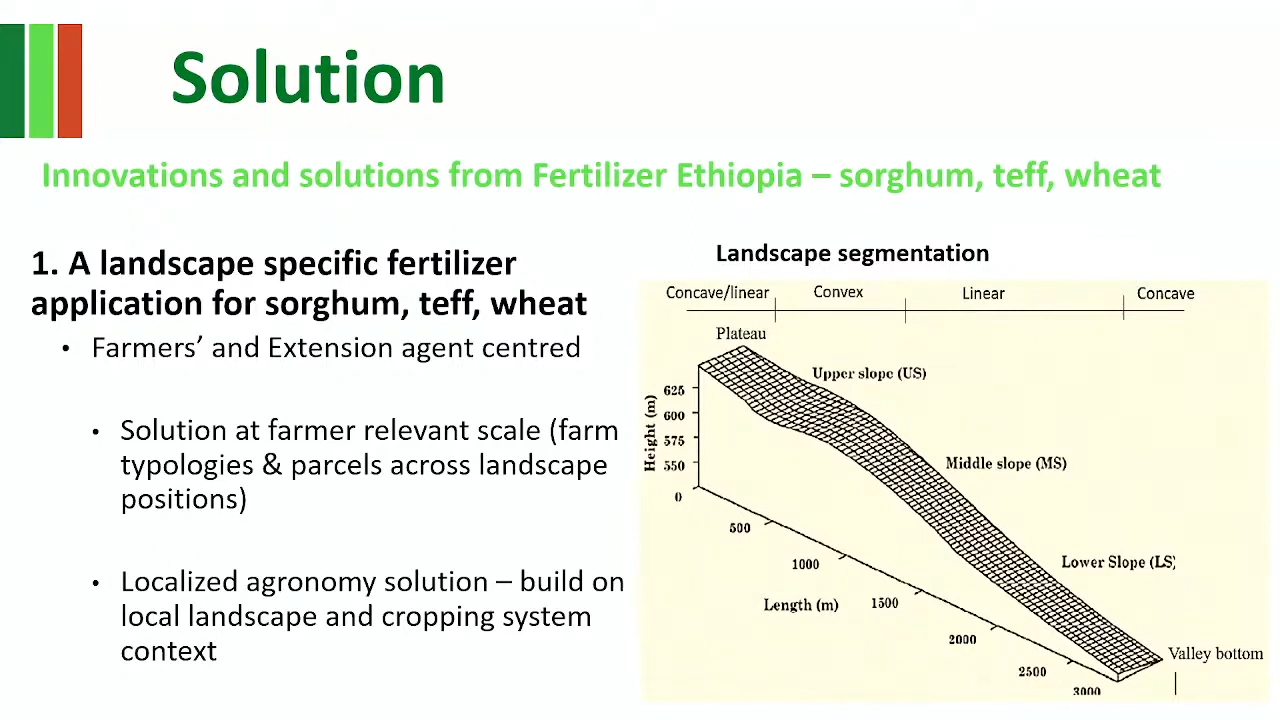 Solution
Innovations and solutions from Fertilizer Ethiopia – sorghum, teff, wheat
1. A landscape specific fertilizer
application for sorghum, teff, wheat
• Farmers’ and Extension agent centred
• Solution at farmer relevant scale (farm
typologies & parcels across landscape
positions)
• Localized agronomy solution – build on
local landscape and cropping system
context
Landscape segmentation
Concave/linear Convex Linear Concave
Plateau
Upper slope (US)
Middle slope (MS)
Lower Slope (LS)
Valley bottom
Height (m)
625
600
575
550
0
500
1000
1500
2000
2500
3000
Length (m)